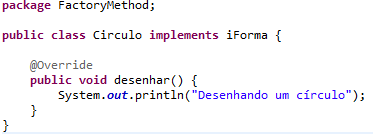 package FactoryMethod;
public class Circulo implements iForma {
@Override
public void desenhar() {
System.out.println("Desenhando um círculo");
}
}